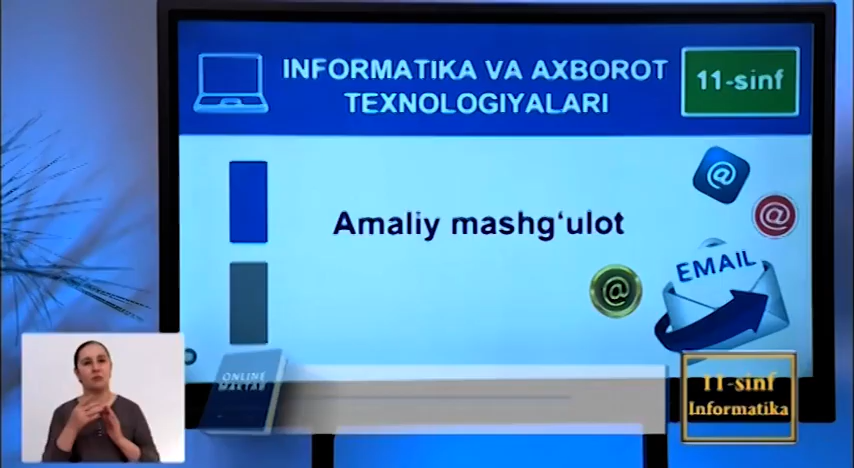 INFORMATIKA VA AXBOROT
TEXNOLOGIYALARI
11-sinf
Amaliy mashg‘ulot
@
@
EMAIL
@
ONLINE
MAKTAB
11-sinf
Informatika